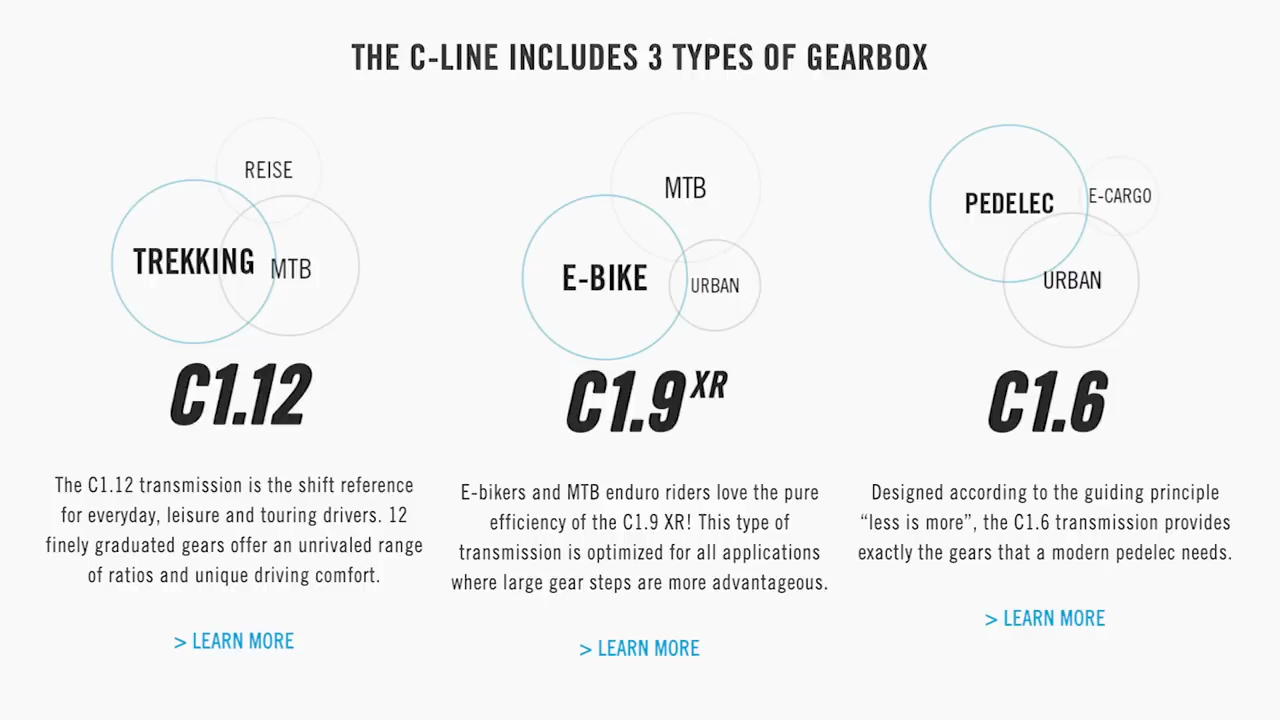 THE C-LINE INCLUDES 3 TYPES OF GEARBOX
REISE
TREKKING
MTB
C1.12
The C1.12 transmission is the shift reference
for everyday, leisure and touring drivers. 12
finely graduated gears offer an unrivaled range
of ratios and unique driving comfort.
> LEARN MORE
MTB
E-BIKE
URBAN
C1.9 XR
E-bikers and MTB enduro riders love the pure
efficiency of the C1.9 XR! This type of
transmission is optimized for all applications
where large gear steps are more advantageous.
> LEARN MORE
PEDELEC
E-CARGO
URBAN
C1.6
Designed according to the guiding principle
“less is more”, the C1.6 transmission provides
exactly the gears that a modern pedelec needs.
> LEARN MORE